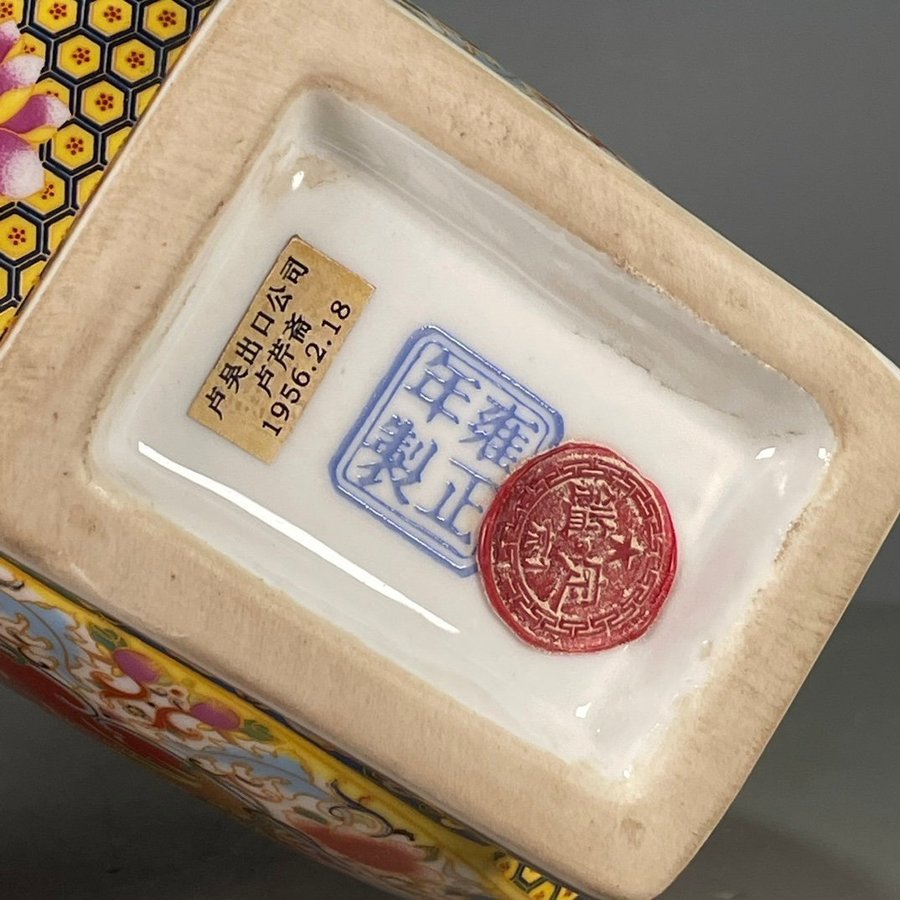 卢吴出口公司
卢芹斋
1956.2.18
雍正
年製